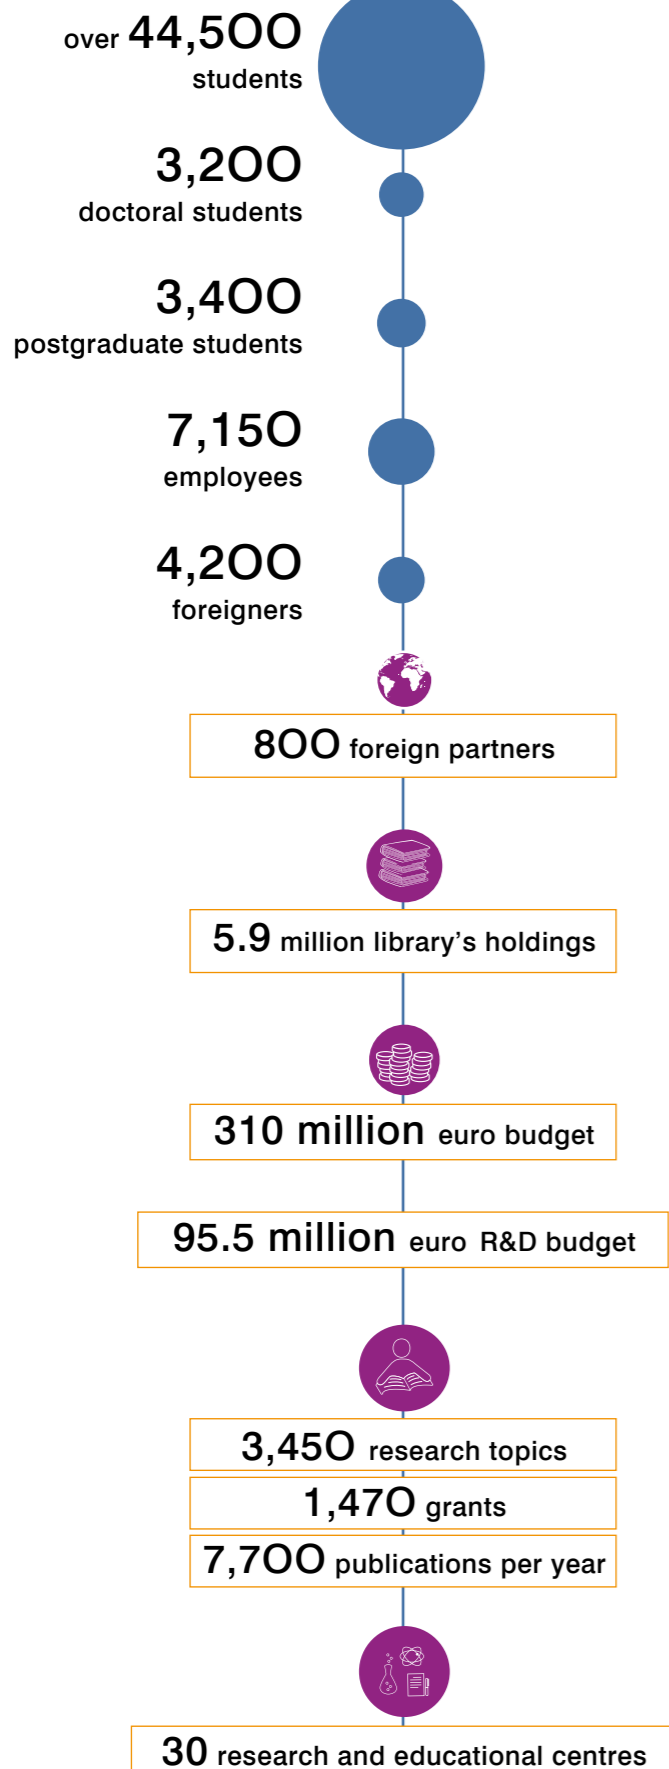 over 44,500
students
3,200
doctoral students
3,400
postgraduate students
7,150
employees
4,200
foreigners
800 foreign partners
5.9 million library's holdings
310 million euro budget
95.5 million euro R&D budget
3,450 research topics
1,470 grants
7,700 publications per year
30 research and educational centres